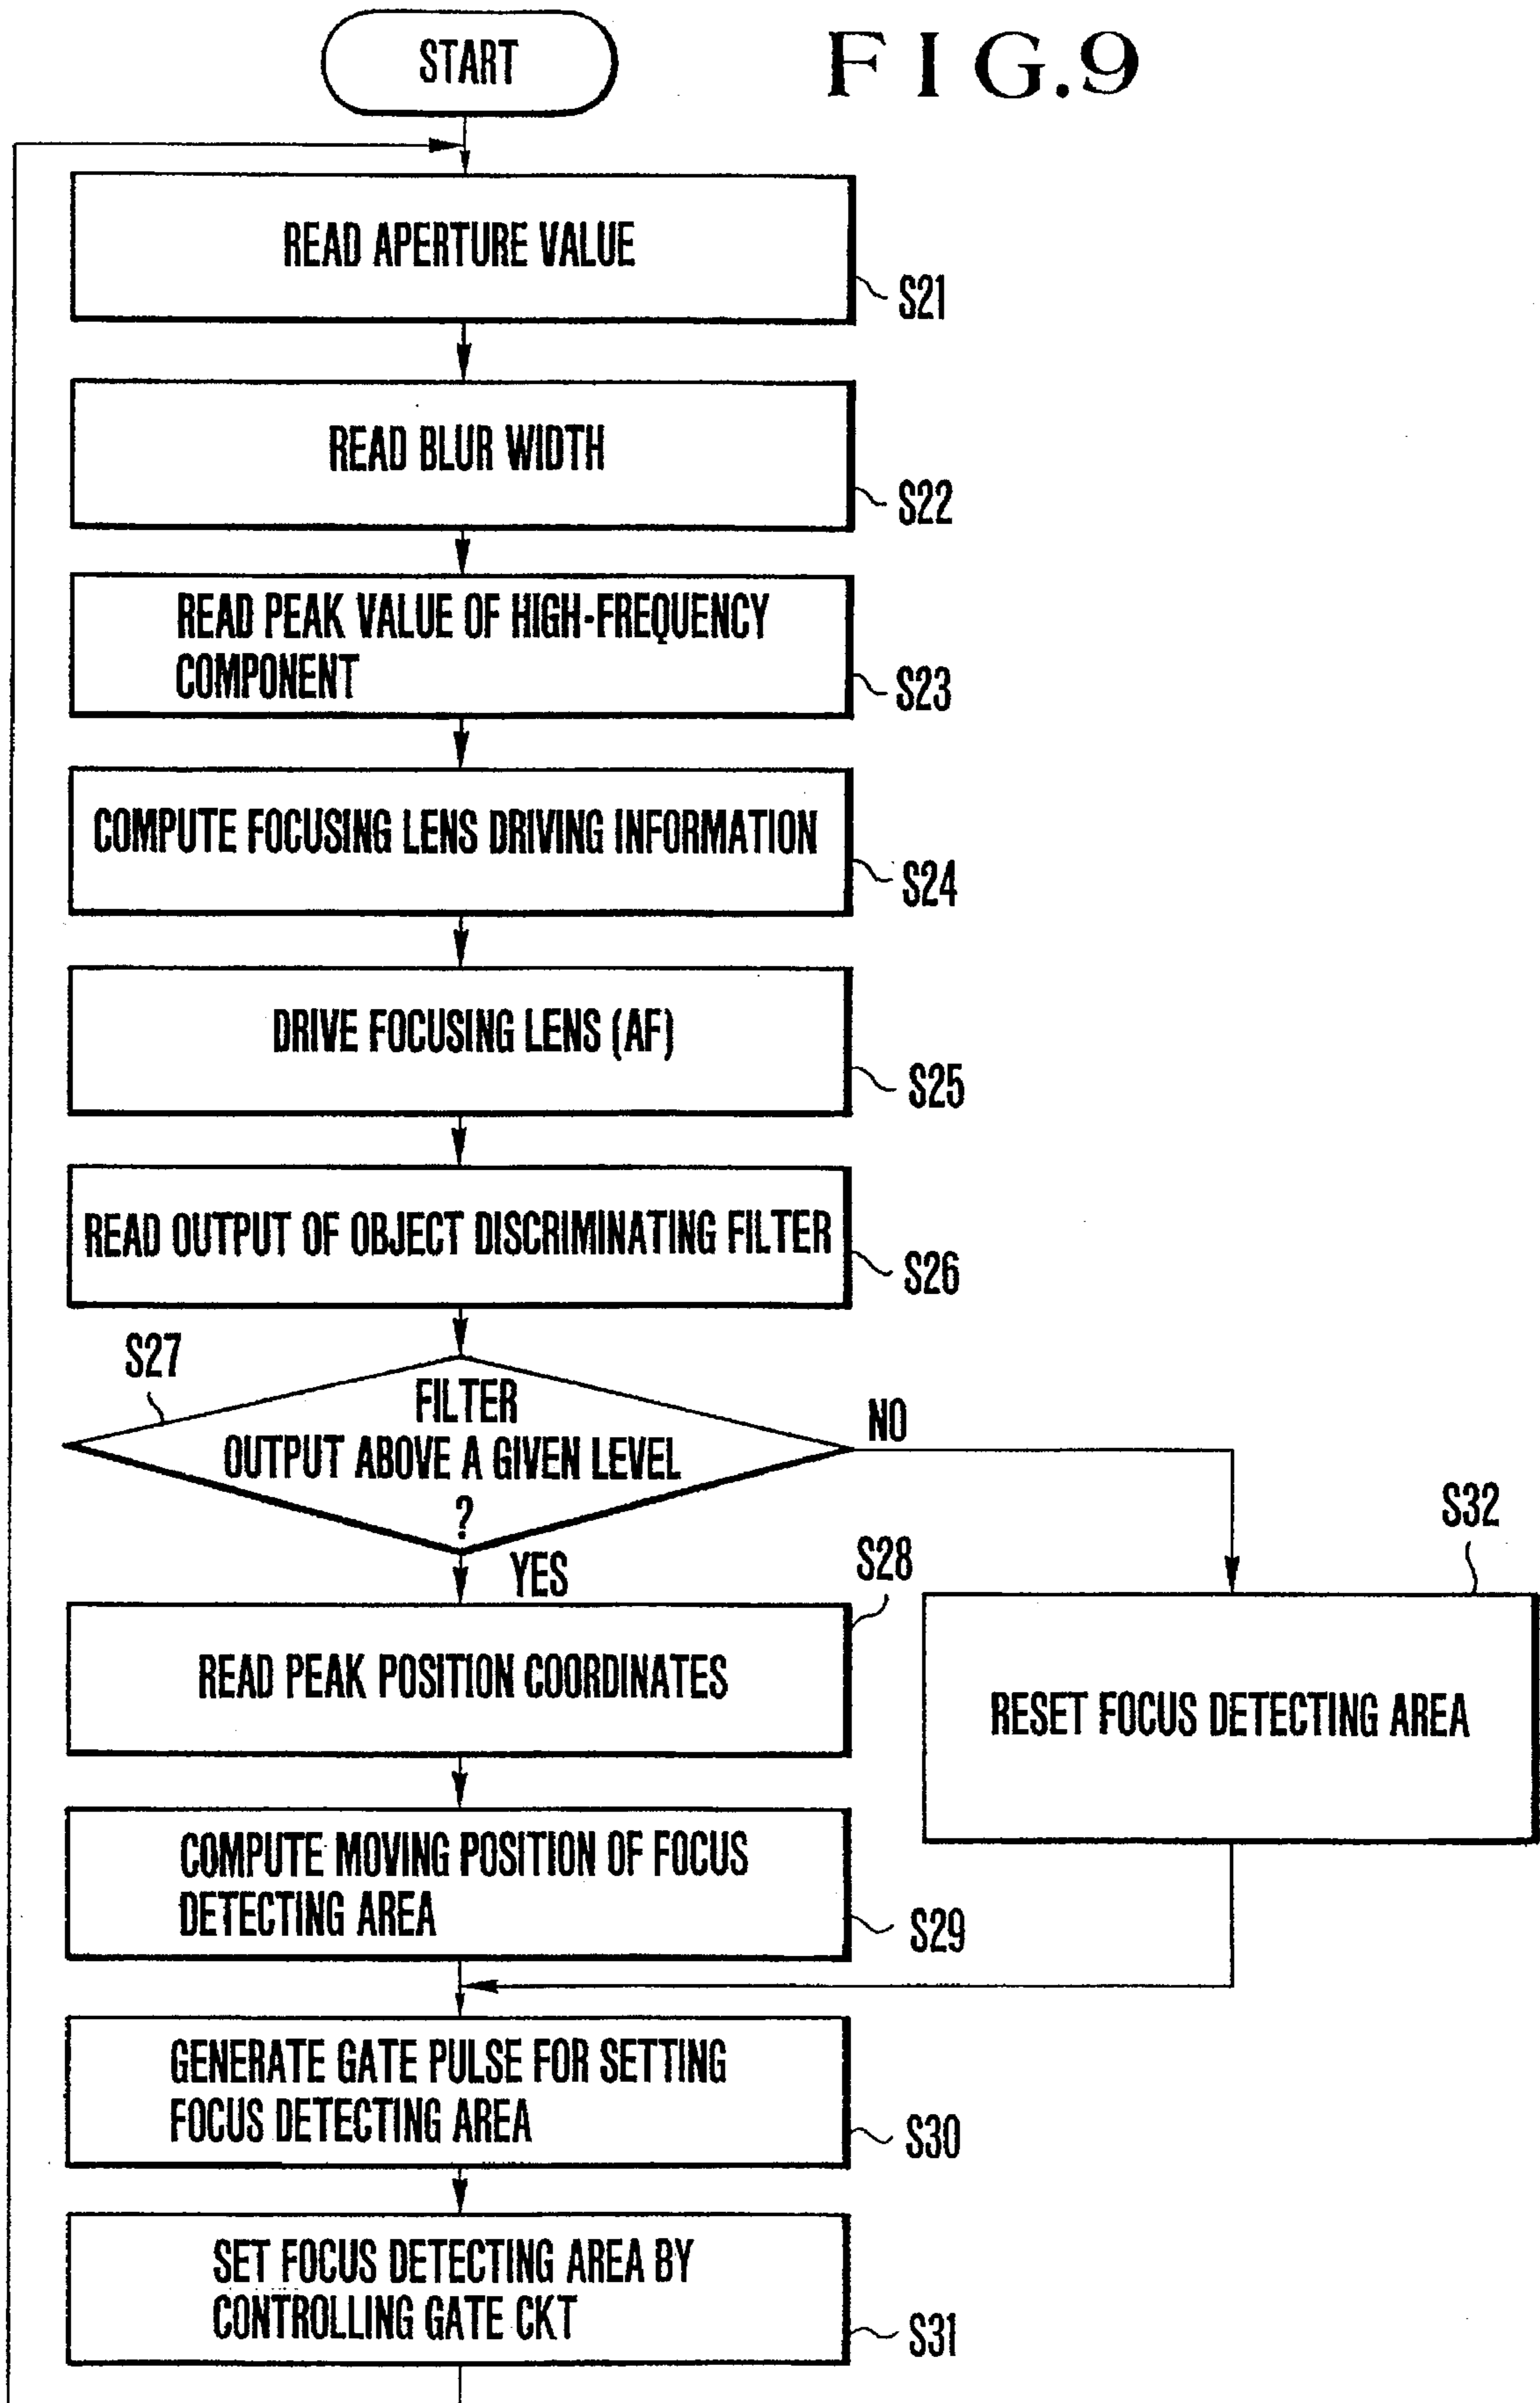 START
FIG.9
READ APERTURE VALUE
S21
READ BLUR WIDTH
S22
READ PEAK VALUE OF HIGH-FREQUENCY
COMPONENT
S23
COMPUTE FOCUSING LENS DRIVING INFORMATION
S24
DRIVE FOCUSING LENS (AF)
S25
READ OUTPUT OF OBJECT DISCRIMINATING FILTER
S26
S27
FILTER
OUTPUT ABOVE A GIVEN LEVEL
?
NO
YES
S28
READ PEAK POSITION COORDINATES
S32
RESET FOCUS DETECTING AREA
COMPUTE MOVING POSITION OF FOCUS
DETECTING AREA
S29
GENERATE GATE PULSE FOR SETTING
FOCUS DETECTING AREA
S30
SET FOCUS DETECTING AREA BY
CONTROLLING GATE CKT
S31